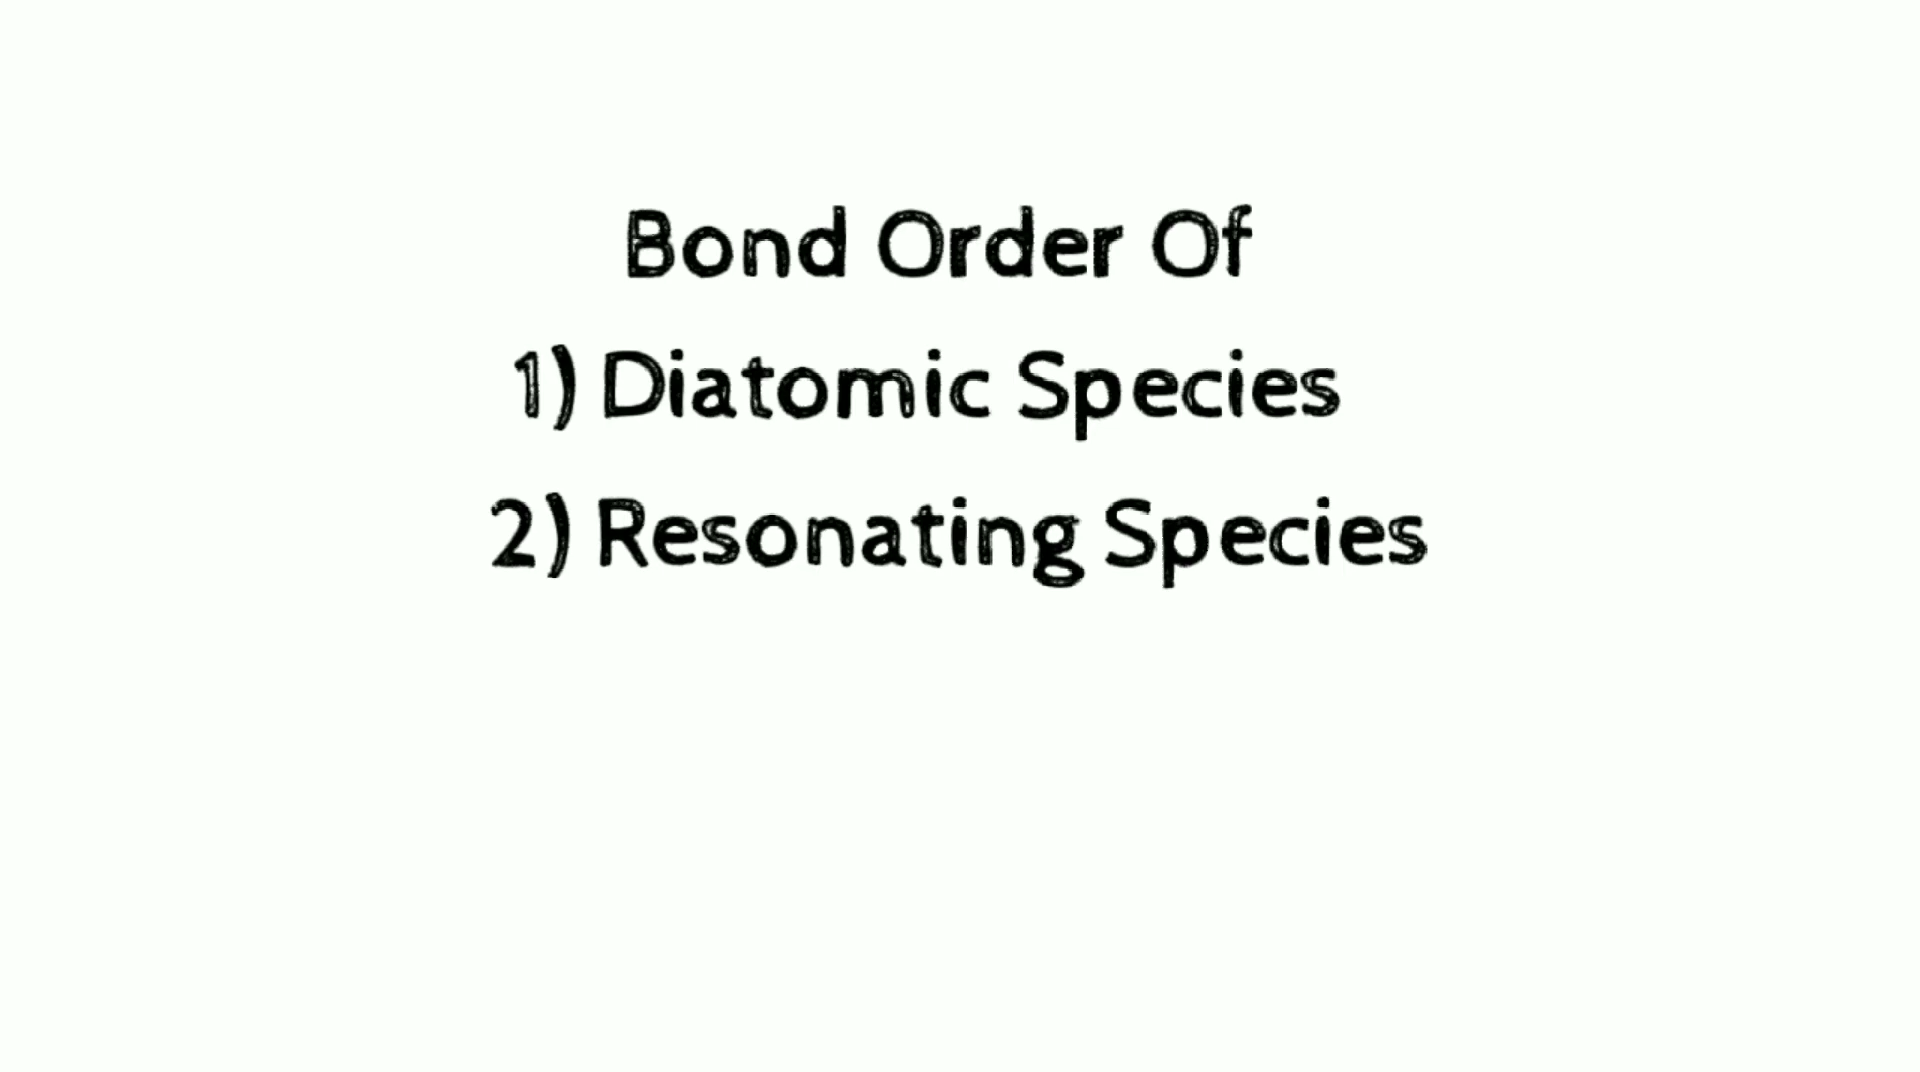 Bond Order Of
1) Diatomic Species
2) Resonating Species